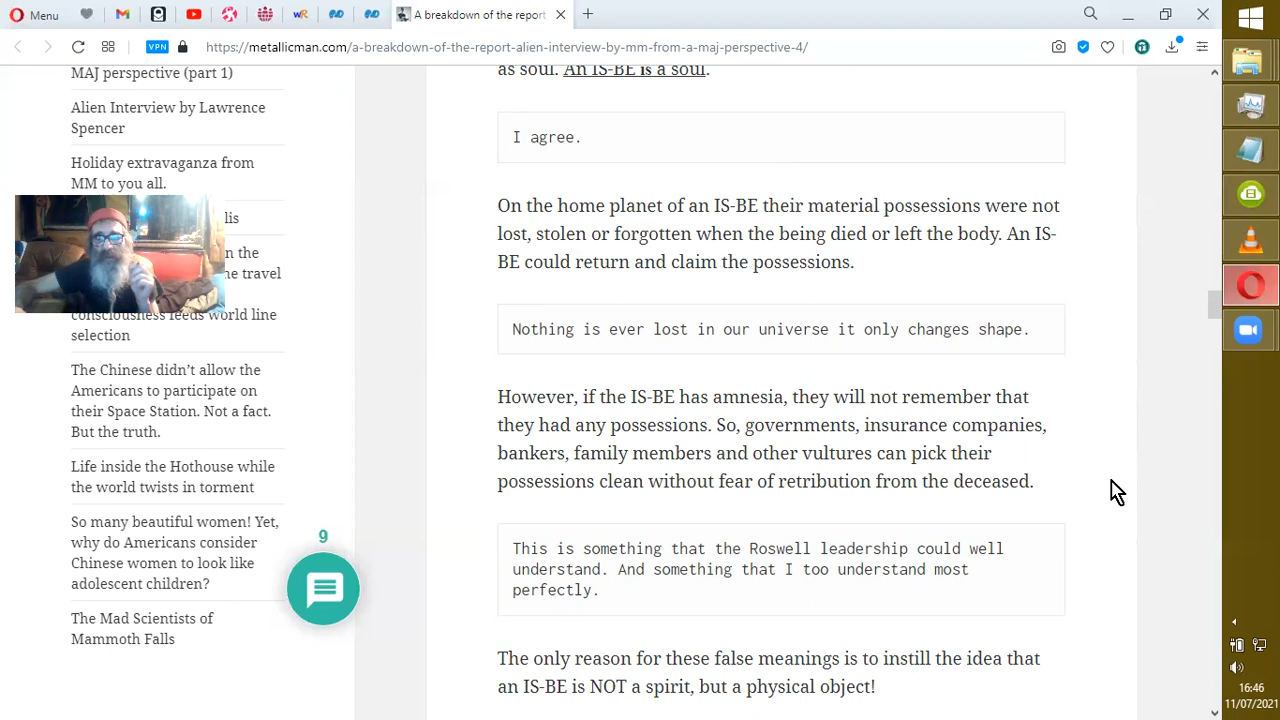 Menu
A breakdown of the report
VPN
https://metallicman.com/a-breakdown-of-the-report-alien-interview-by-mm-from-a-maj-perspective-4/
MAJ perspective (part 1)
Alien Interview by Lawrence
Spencer
Holiday extravaganza from
MM to you all.
lis
n the
ne travel
consciousness feeds world line
selection
The Chinese didn’t allow the
Americans to participate on
their Space Station. Not a fact.
But the truth.
Life inside the Hothouse while
the world twists in torment
So many beautiful women! Yet,
why do Americans consider
Chinese women to look like
adolescent children?
The Mad Scientists of
Mammoth Falls
9
as soul. An IS-BE is a soul.
I agree.
On the home planet of an IS-BE their material possessions were not
lost, stolen or forgotten when the being died or left the body. An IS-
BE could return and claim the possessions.
Nothing is ever lost in our universe it only changes shape.
However, if the IS-BE has amnesia, they will not remember that
they had any possessions. So, governments, insurance companies,
bankers, family members and other vultures can pick their
possessions clean without fear of retribution from the deceased.
This is something that the Roswell leadership could well
understand. And something that I too understand most
perfectly.
The only reason for these false meanings is to instill the idea that
an IS-BE is NOT a spirit, but a physical object!
16:46
11/07/2021